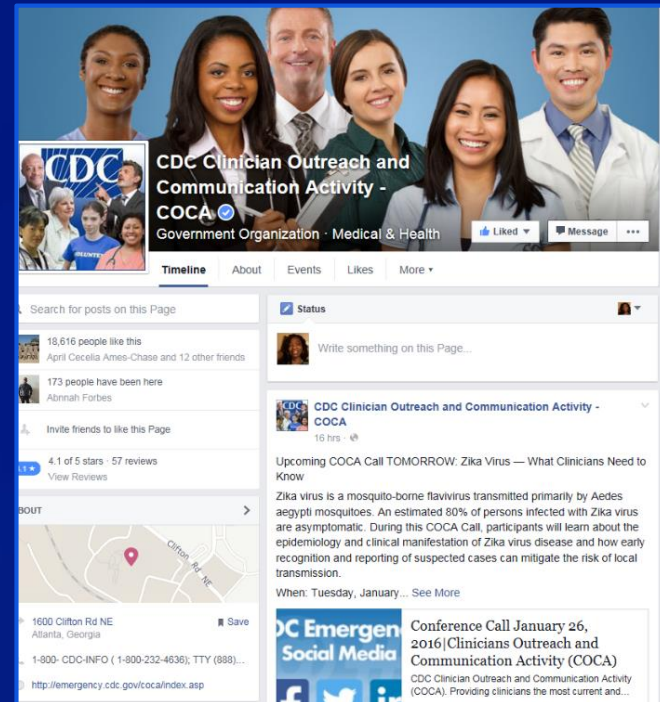 CDC Clinician Outreach and
Communication Activity -
COCA
Government Organization · Medical & Health
Liked
Message
CDC
VOLUNTE
Timeline
About
Events
Likes
More
Search for posts on this Page
18,616 people like this
April Cecelia Ames-Chase and 12 other friends
173 people have been here
Abnnah Forbes
Invite friends to like this Page
4.1 of 5 stars · 57 reviews
View Reviews
BOUT
Clifton Rd NE
1600 Clifton Rd NE
Save
Atlanta, Georgia
1-800- CDC-INFO ( 1-800-232-4636); TTY (888)...
http://emergency.cdc.gov/coca/index.asp
Status
Write something on this Page...
CDC Clinician Outreach and Communication Activity -
COCA
16 hrs ·
Upcoming COCA Call TOMORROW: Zika Virus — What Clinicians Need to
Know
Zika virus is a mosquito-borne flavivirus transmitted primarily by Aedes
aegypti mosquitoes. An estimated 80% of persons infected with Zika virus
are asymptomatic. During this COCA Call, participants will learn about the
epidemiology and clinical manifestation of Zika virus disease and how early
recognition and reporting of suspected cases can mitigate the risk of local
transmission.
When: Tuesday, January... See More
DC Emergen
Social Media
f
in
Conference Call January 26,
2016|Clinicians Outreach and
Communication Activity (COCA)
CDC Clinician Outreach and Communication Activity
(COCA). Providing clinicians the most current and...